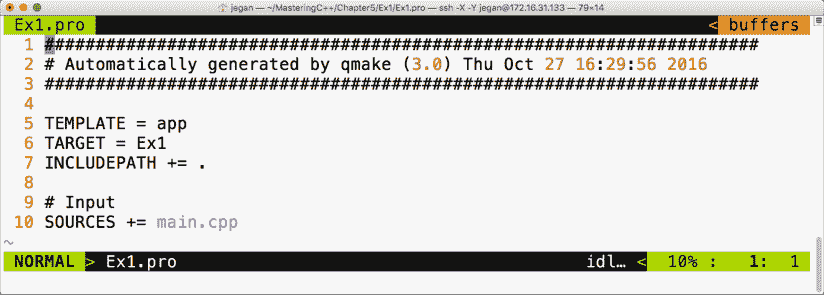 jegan — ~/MasteringC++/Chapter5/Ex1/Ex1.pro — ssh -X -Y jegan@172.16.31.133 — 79×14
Ex1.pro < buffers
1 ######################################################################
2 # Automatically generated by qmake (3.0) Thu Oct 27 16:29:56 2016
3 ######################################################################
4
5 TEMPLATE = app
6 TARGET = Ex1
7 INCLUDEPATH += .
8
9 # Input
10 SOURCES += main.cpp
~
NORMAL > Ex1.pro idl… < 10% : 1: 1